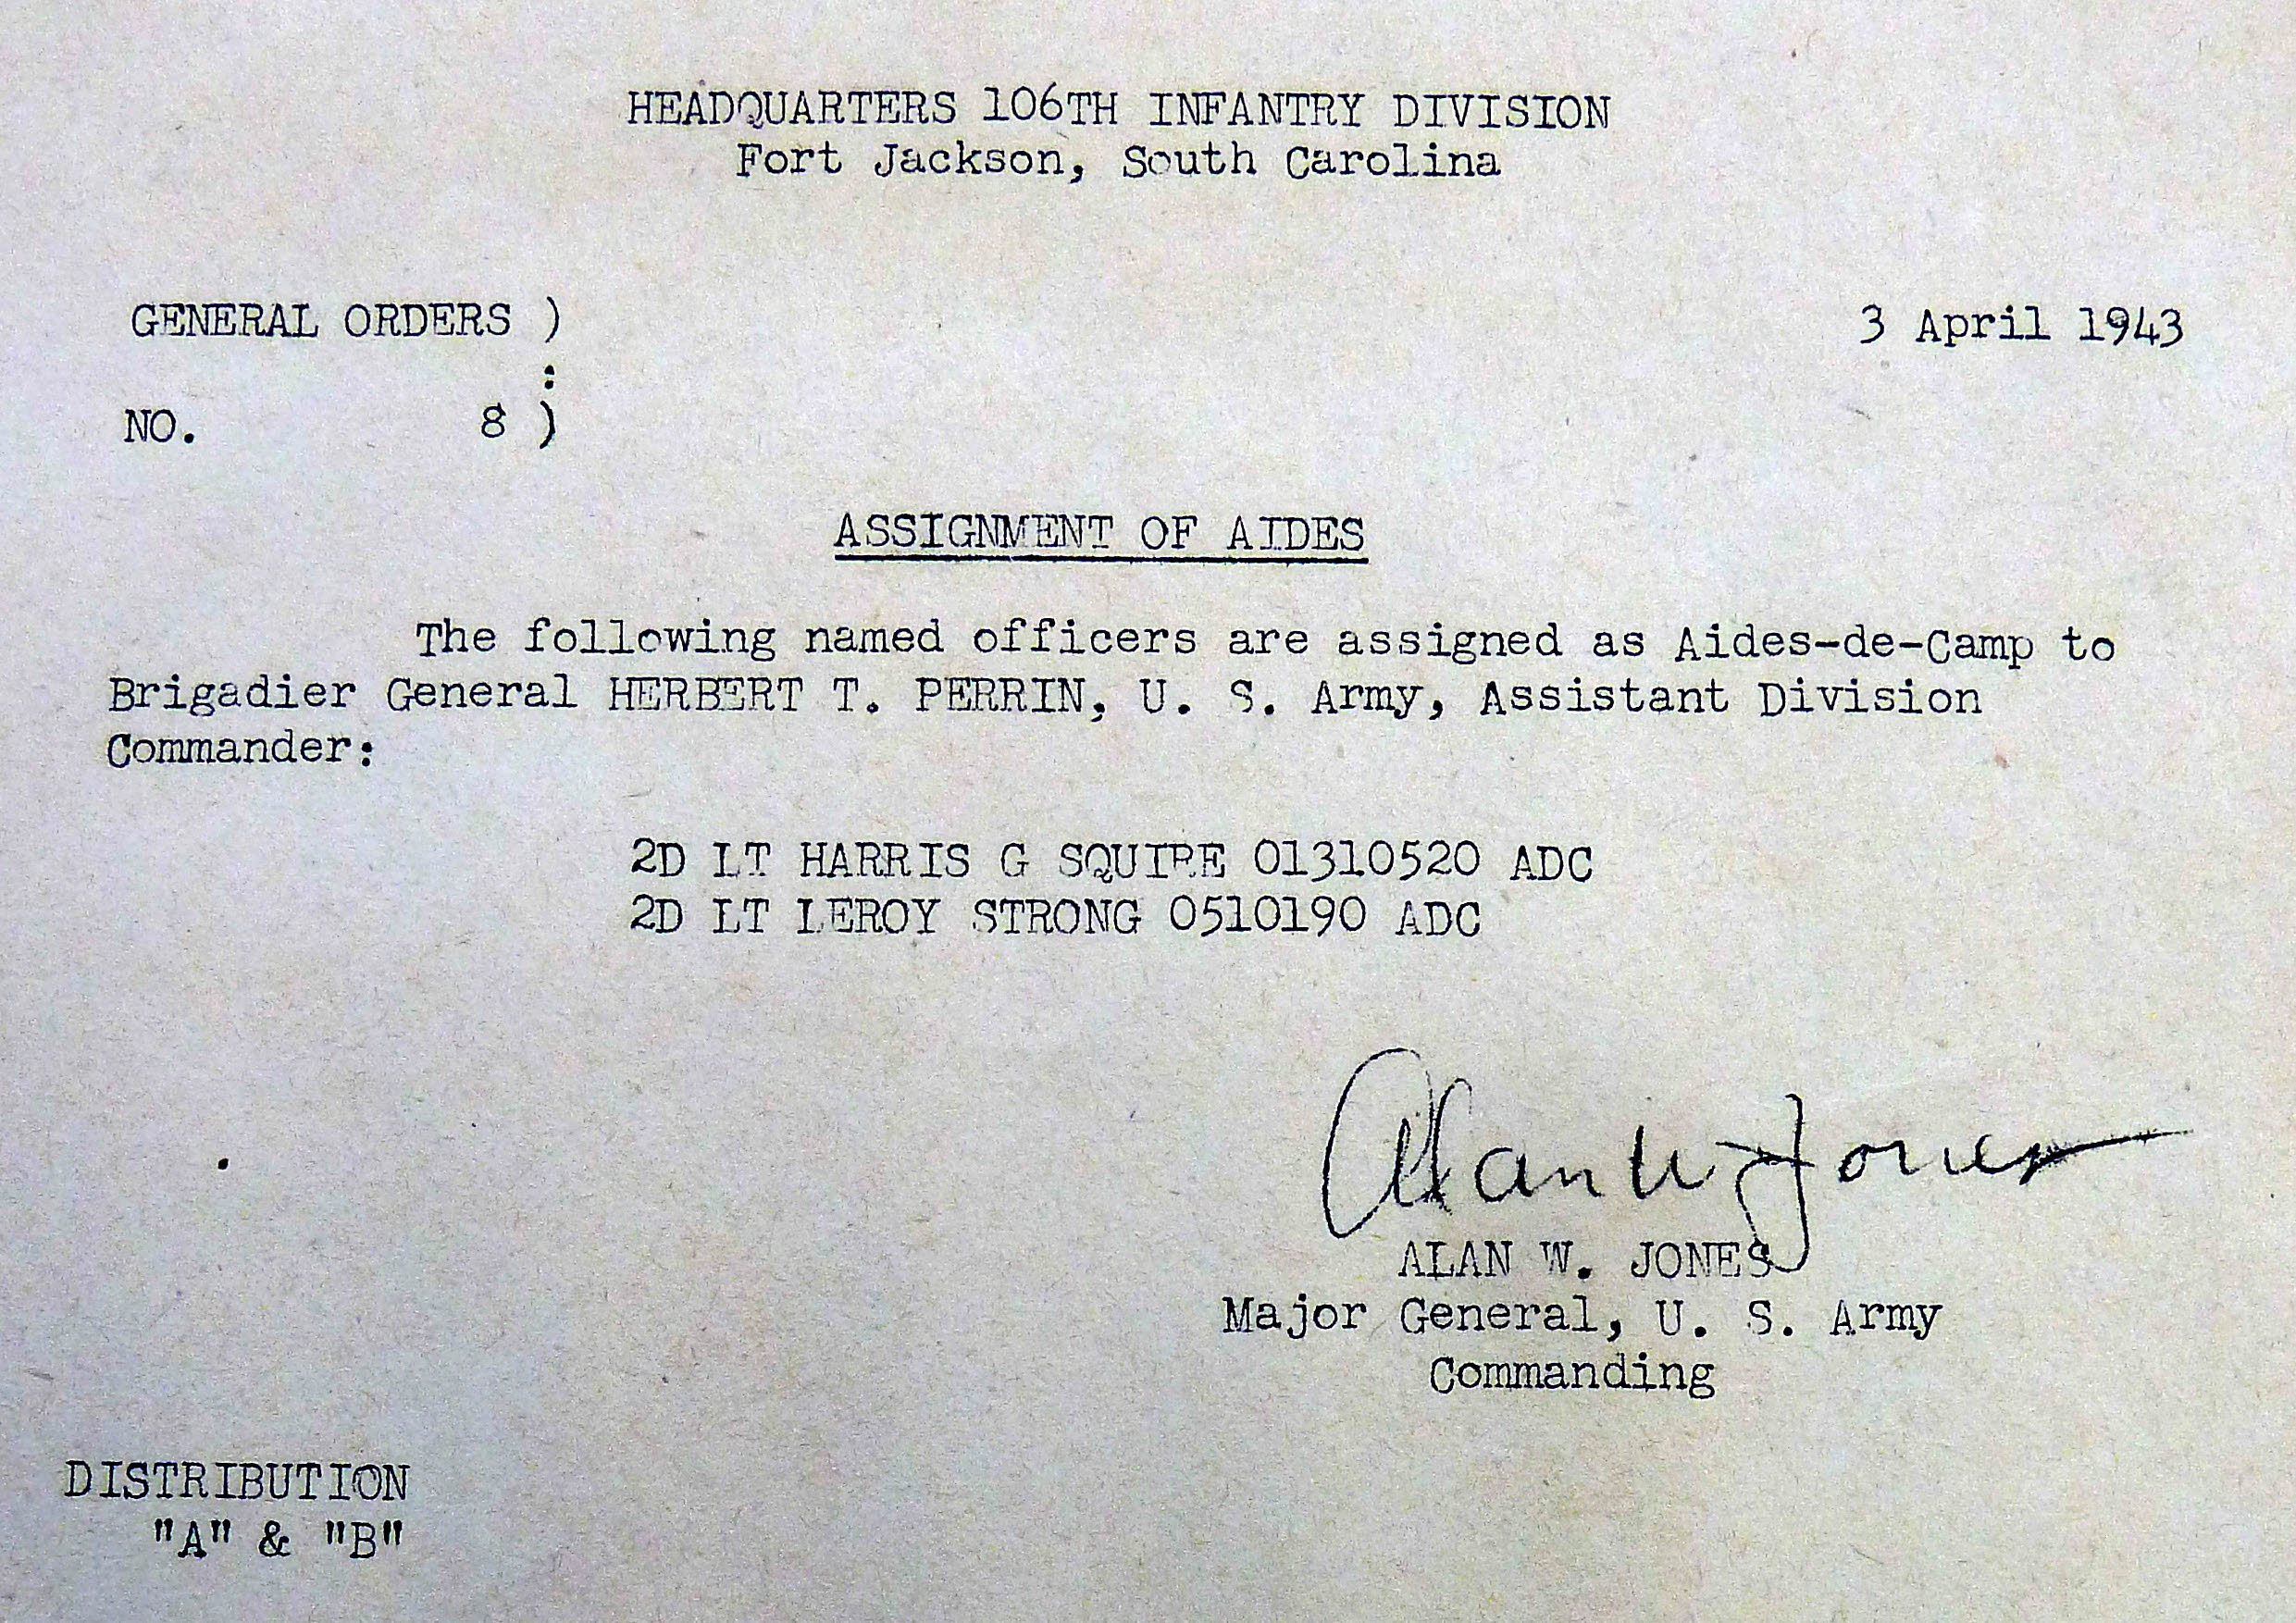 HEADQUARTERS 106TH INFANTRY DIVISION
Fort Jackson, South Carolina
GENERAL ORDERS )
:
NO. 8 )
3 April 1943
ASSIGNMENT OF AIDES
The following named officers are assigned as Aides-de-Camp to
Brigadier General HERBERT T. PERRIN, U. S. Army, Assistant Division
Commander:
2D LT HARRIS G SQUIRE 01310520 ADC
2D LT LEROY STRONG 0510190 ADC
Alan W Jones
ALAN W. JONES
Major General, U. S. Army
Commanding
DISTRIBUTION
"A" & "B"